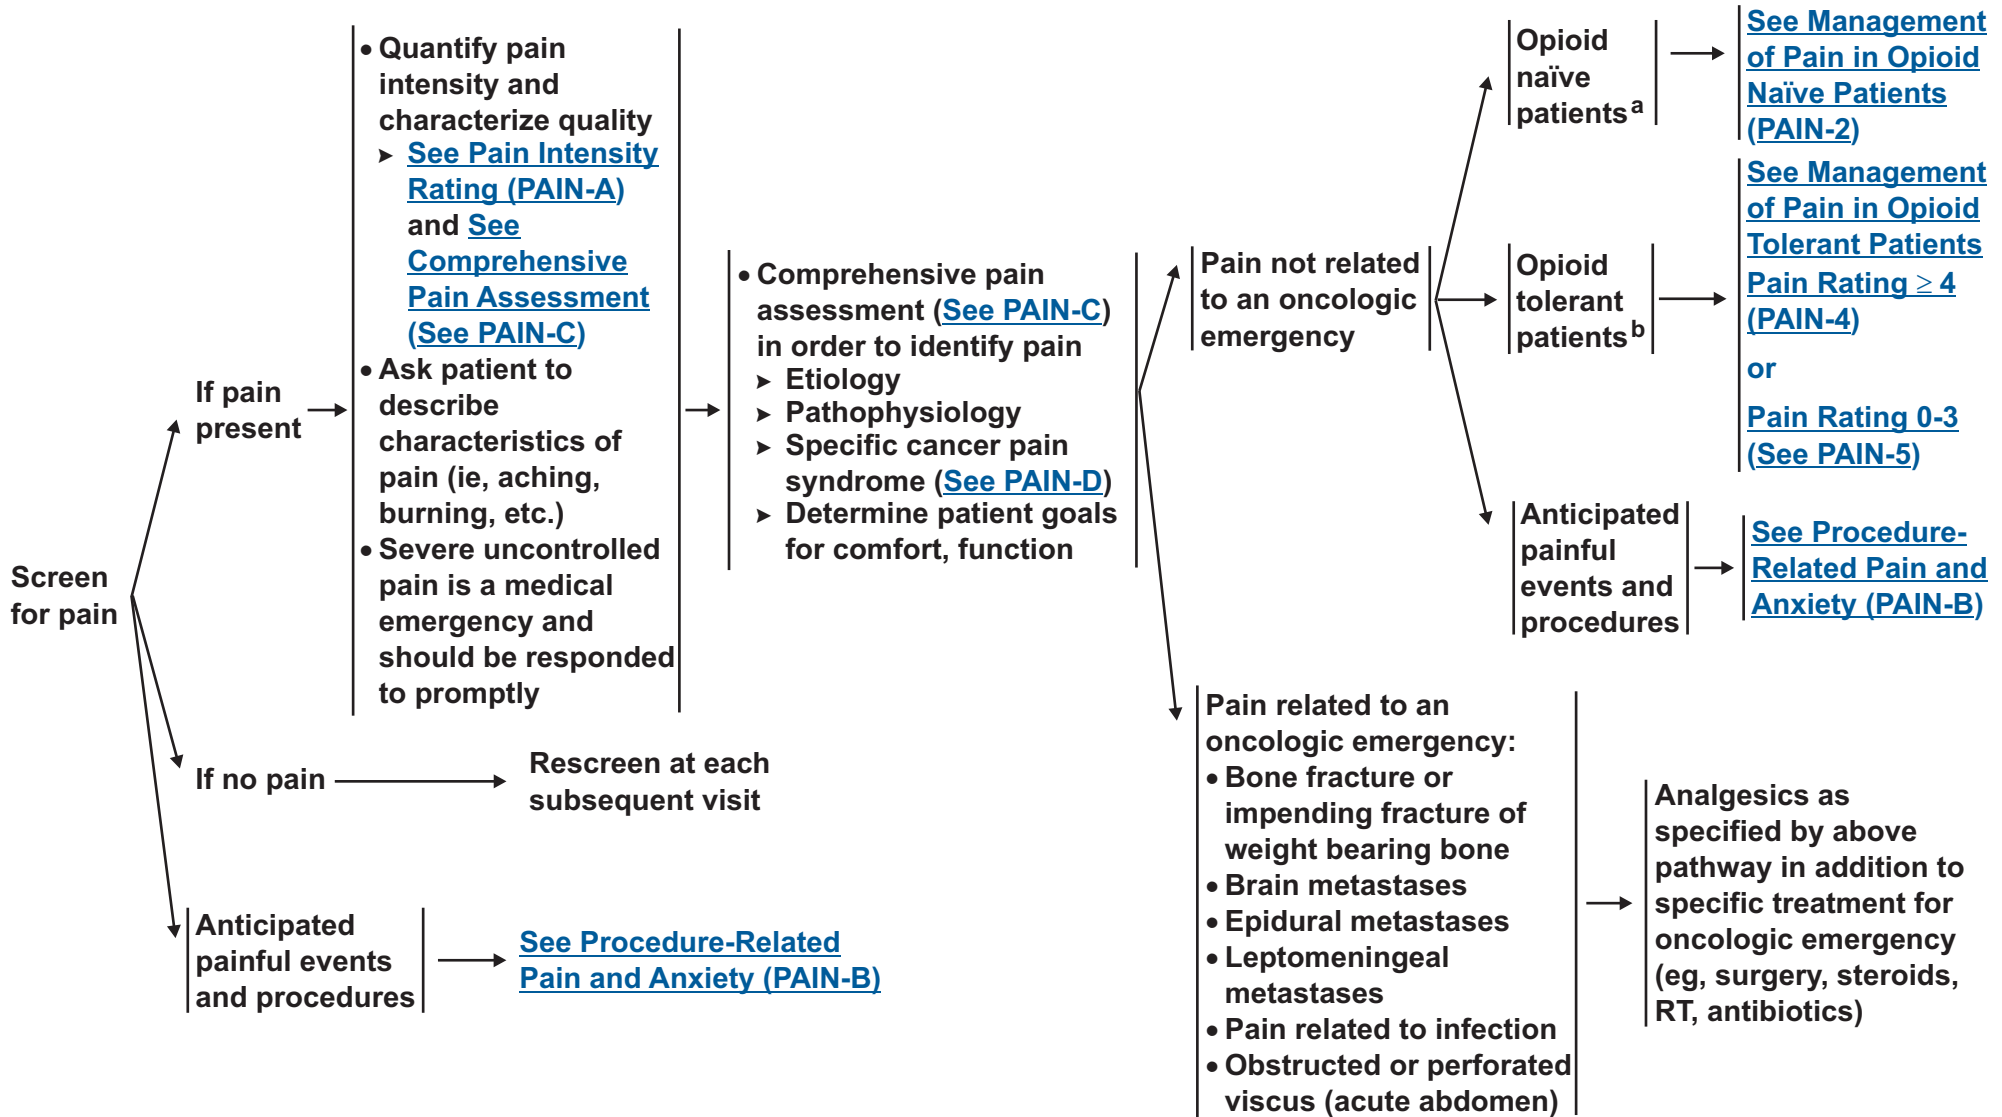 Screen
for pain
If pain
present
• Quantify pain
intensity and
characterize quality
➤ See Pain Intensity
Rating (PAIN-A)
and See
Comprehensive
Pain Assessment
(See PAIN-C)
• Ask patient to
describe
characteristics of
pain (ie, aching,
burning, etc.)
• Severe uncontrolled
pain is a medical
emergency and
should be responded
to promptly
• Comprehensive pain
assessment (See PAIN-C)
in order to identify pain
➤ Etiology
➤ Pathophysiology
➤ Specific cancer pain
syndrome (See PAIN-D)
➤ Determine patient goals
for comfort, function
Pain not related
to an oncologic
emergency
Opioid
naïve
patients a
See Management
of Pain in Opioid
Naïve Patients
(PAIN-2)
Opioid
tolerant
patients b
See Management
of Pain in Opioid
Tolerant Patients
Pain Rating ≥ 4
(PAIN-4)
or
Pain Rating 0-3
(See PAIN-5)
Anticipated
painful
events and
procedures
See Procedure-
Related Pain and
Anxiety (PAIN-B)
Pain related to an
oncologic emergency:
• Bone fracture or
impending fracture of
weight bearing bone
• Brain metastases
• Epidural metastases
• Leptomeningeal
metastases
• Pain related to infection
• Obstructed or perforated
viscus (acute abdomen)
Analgesics as
specified by above
pathway in addition to
specific treatment for
oncologic emergency
(eg, surgery, steroids,
RT, antibiotics)
If no pain
Rescreen at each
subsequent visit
Anticipated
painful events
and procedures
See Procedure-Related
Pain and Anxiety (PAIN-B)